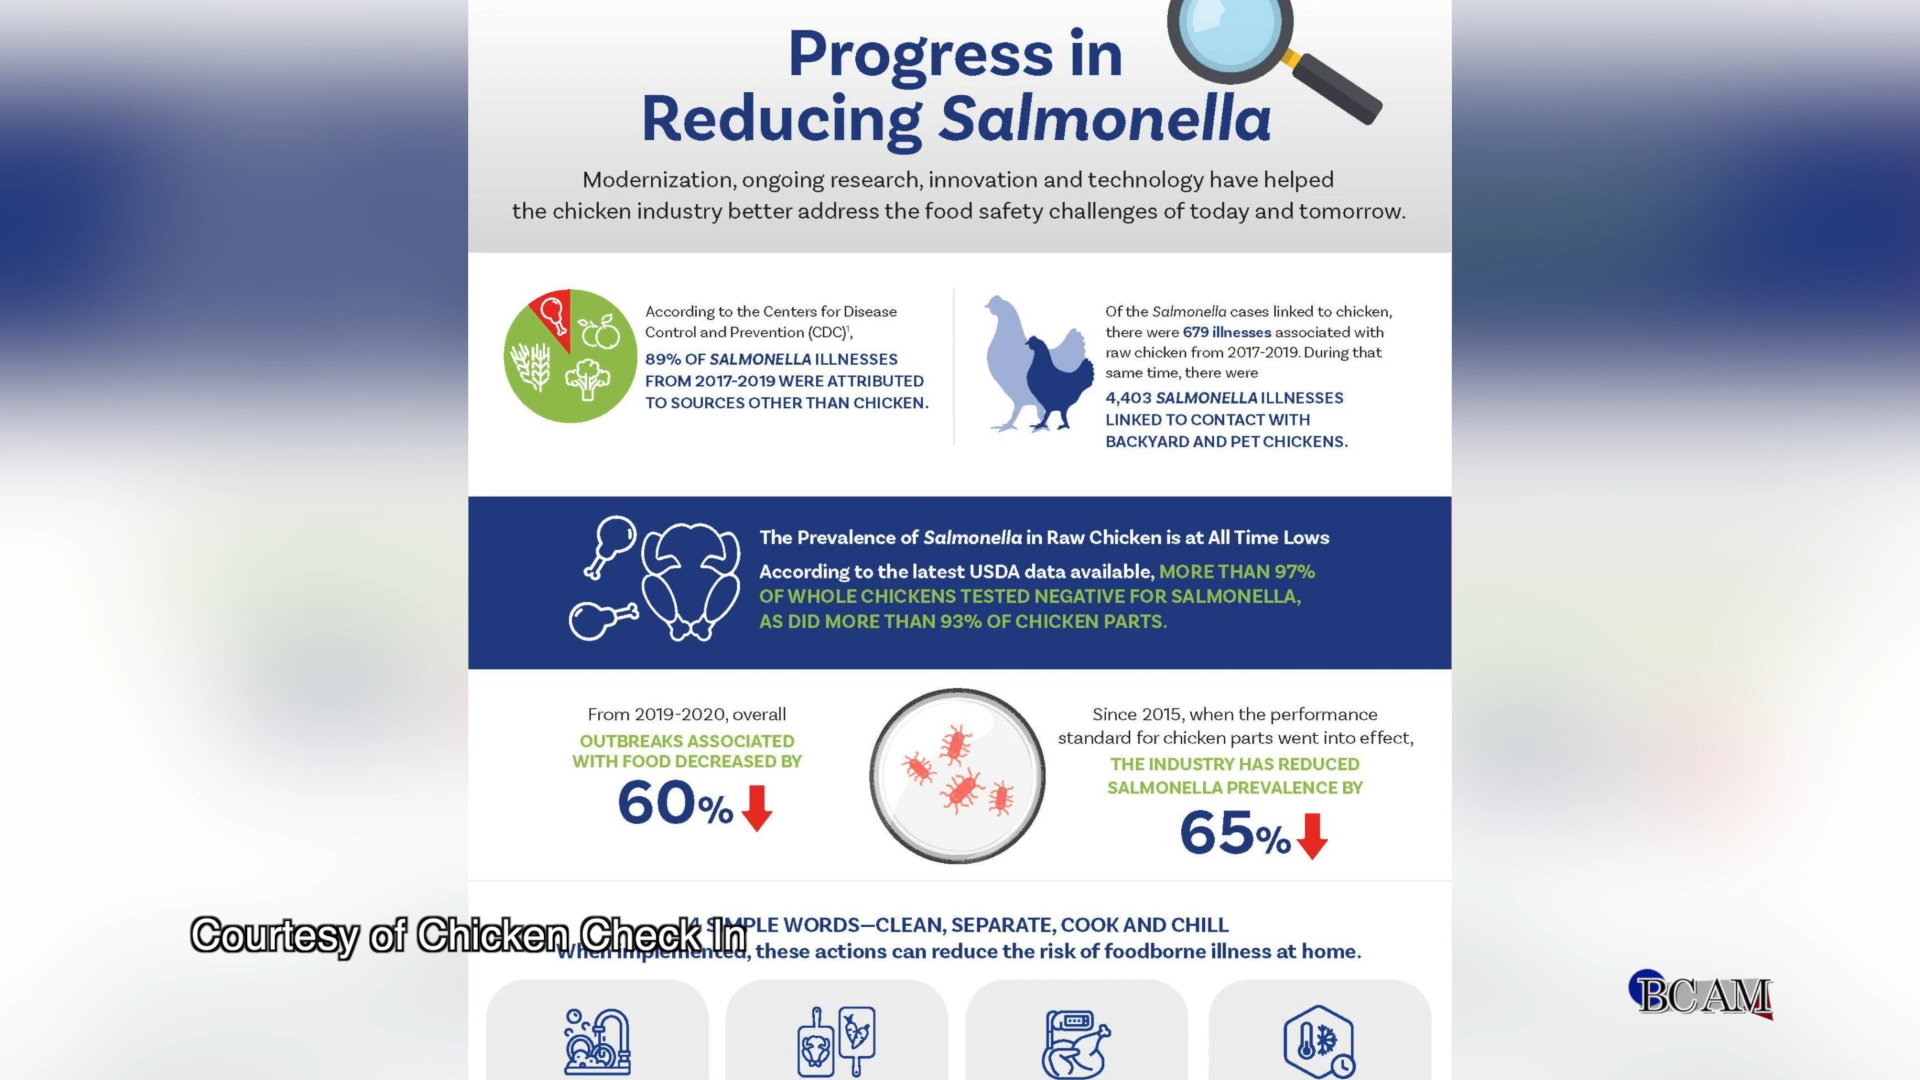 Progress in
Reducing Salmonella
Modernization, ongoing research, innovation and technology have helped
the chicken industry better address the food safety challenges of today and tomorrow.
According to the Centers for Disease
Control and Prevention (CDC)¹,
89% OF SALMONELLA ILLNESSES
FROM 2017-2019 WERE ATTRIBUTED
TO SOURCES OTHER THAN CHICKEN.
Of the Salmonella cases linked to chicken,
there were 679 illnesses associated with
raw chicken from 2017-2019. During that
same time, there were
4,403 SALMONELLA ILLNESSES
LINKED TO CONTACT WITH
BACKYARD AND PET CHICKENS.
The Prevalence of Salmonella in Raw Chicken is at All Time Lows
According to the latest USDA data available, MORE THAN 97%
OF WHOLE CHICKENS TESTED NEGATIVE FOR SALMONELLA,
AS DID MORE THAN 93% OF CHICKEN PARTS.
From 2019-2020, overall
OUTBREAKS ASSOCIATED
WITH FOOD DECREASED BY
60%
Since 2015, when the performance
standard for chicken parts went into effect,
THE INDUSTRY HAS REDUCED
SALMONELLA PREVALENCE BY
65%
4 SIMPLE WORDS—CLEAN, SEPARATE, COOK AND CHILL
When implemented, these actions can reduce the risk of foodborne illness at home.
Courtesy of Chicken Check In
BCAM